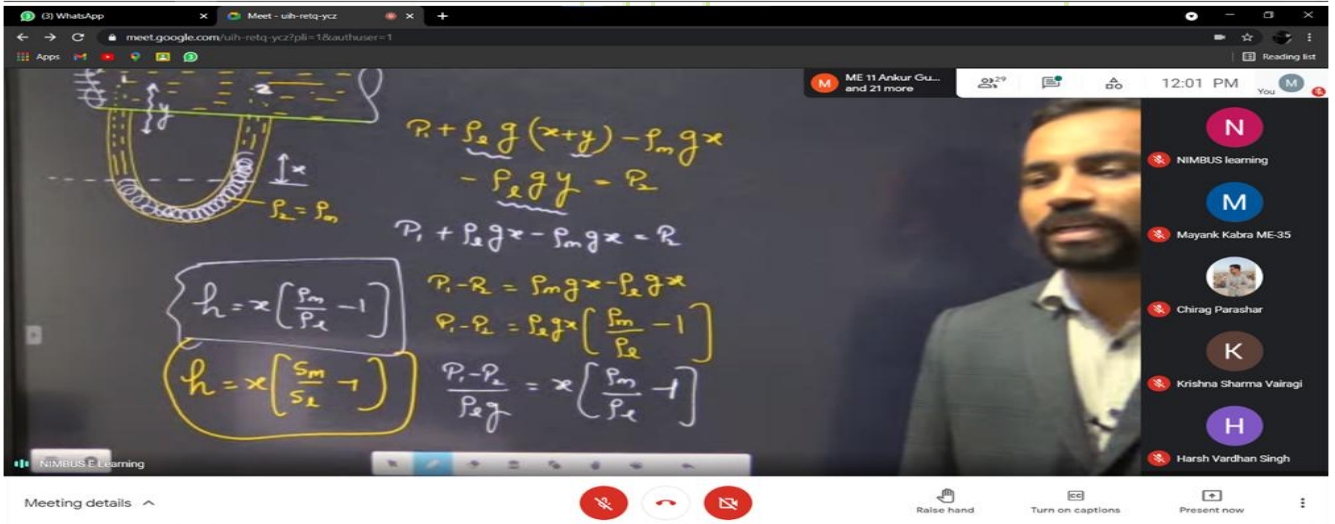 (3) WhatsApp
Meet - uih-retq-ycz
meet.google.com/uih-retq-ycz?pli=1&authuser=1
Apps
Reading list
ME 11 Ankur Gu...
and 21 more
29
12:01 PM
You
M
M
1
2
y
x
ρ₂ = ρm
P₁ + ρℓ g (x+y) - ρm g x
- ρℓ g y = P₂
P₁ + ρℓ g x - ρm g x = P₂
P₁ - P₂ = ρm g x - ρℓ g x
P₁ - P₂ = ρℓ g x [ρm/ρℓ - 1]
(P₁ - P₂)/(ρℓ g) = x [ρm/ρℓ - 1]
h = x [ρm/ρℓ - 1]
h = x [Sm/Sℓ - 1]
N
NIMBUS learning
M
Mayank Kabra ME-35
Chirag Parashar
K
Krishna Sharma Vairagi
H
Harsh Vardhan Singh
NIMBUS E Learning
Meeting details
Raise hand
Turn on captions
Present now